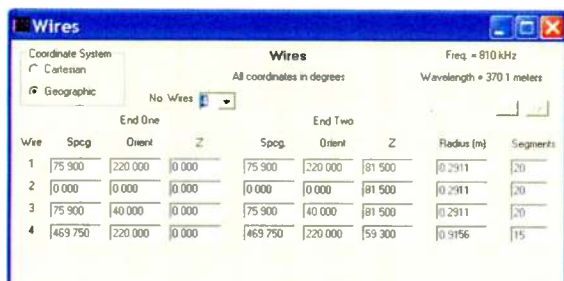 Wires
Coordinate System
Cartesian
Geographic
Wires
All coordinates in degrees
Freq. = 810 kHz
Wavelength = 370.1 meters
No Wires
End One End Two
Wire Spcg. Orient Z Spcg. Orient Z Radius (m) Segments
1 75.900 220.000 0.000 75.900 220.000 81.500 0.2911 20
2 0.000 0.000 0.000 0.000 0.000 81.500 0.2911 20
3 75.900 40.000 0.000 75.900 40.000 81.500 0.2911 20
4 469.750 220.000 0.000 469.750 220.000 59.300 0.9156 15